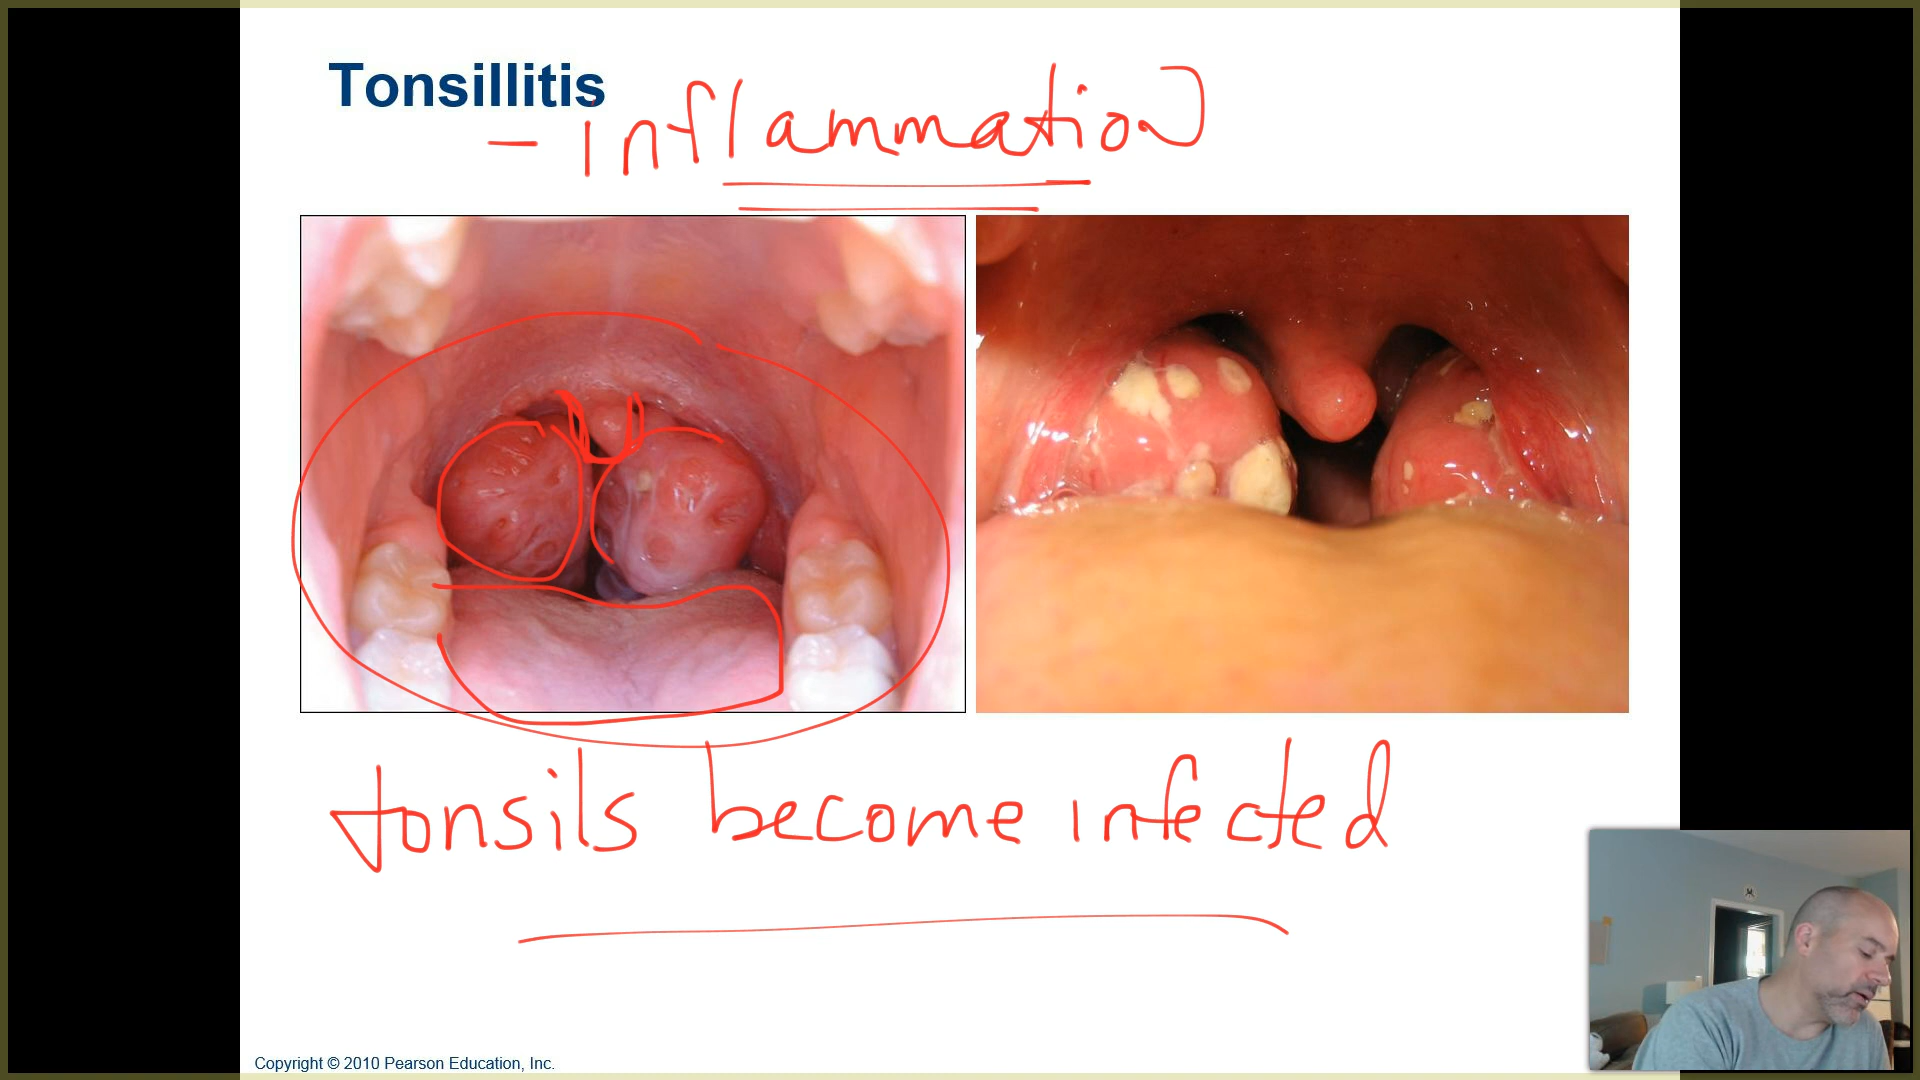 Tonsillitis
- inflammation
tonsils become infected
Copyright © 2010 Pearson Education, Inc.